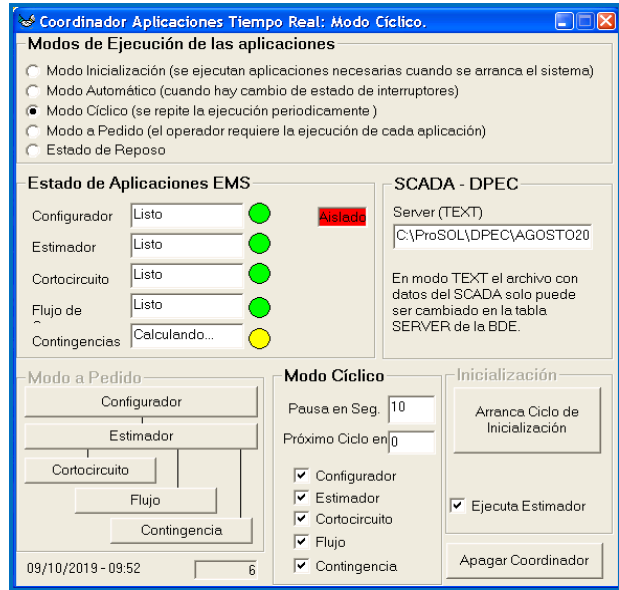 Coordinador Aplicaciones Tiempo Real: Modo Cíclico.
Modos de Ejecución de las aplicaciones
Modo Inicialización (se ejecutan aplicaciones necesarias cuando se arranca el sistema)
Modo Automático (cuando hay cambio de estado de interruptores)
Modo Cíclico (se repite la ejecución periodicamente )
Modo a Pedido (el operador requiere la ejecución de cada aplicación)
Estado de Reposo
Estado de Aplicaciones EMS
Configurador Listo
Aislado
Estimador Listo
Cortocircuito Listo
Flujo de Listo
Contingencias Calculando...
SCADA - DPEC
Server (TEXT)
C:\ProSOL\DPEC\AGOSTO20
En modo TEXT el archivo con
datos del SCADA solo puede
ser cambiado en la tabla
SERVER de la BDE.
Modo a Pedido
Configurador
Estimador
Cortocircuito
Flujo
Contingencia
09/10/2019 - 09:52 6
Modo Cíclico
Pausa en Seg. 10
Próximo Ciclo en 0
Configurador
Estimador
Cortocircuito
Flujo
Contingencia
Inicialización
Arranca Ciclo de
Inicialización
Ejecuta Estimador
Apagar Coordinador